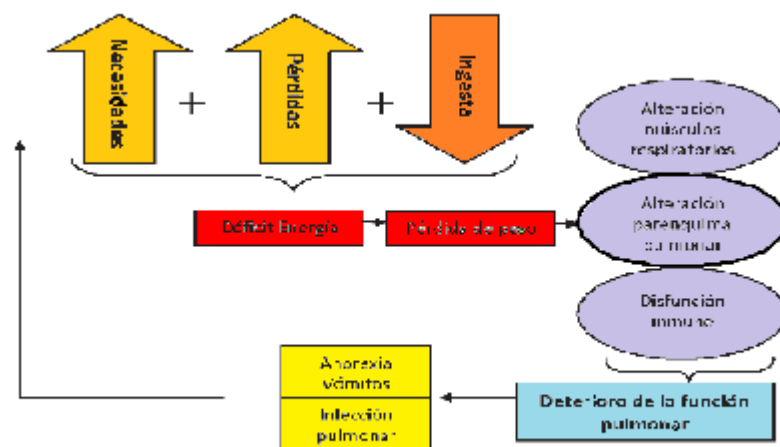 Necesidades
+
Pérdidas
+
Ingesta
Alteración
músculos
respiratorios
Déficit Energía
Pérdida de peso
Alteración
parénquima
pulmonar
Disfunción
inmune
Anorexia
Vómitos
Infección
pulmonar
Deterioro de la función
pulmonar